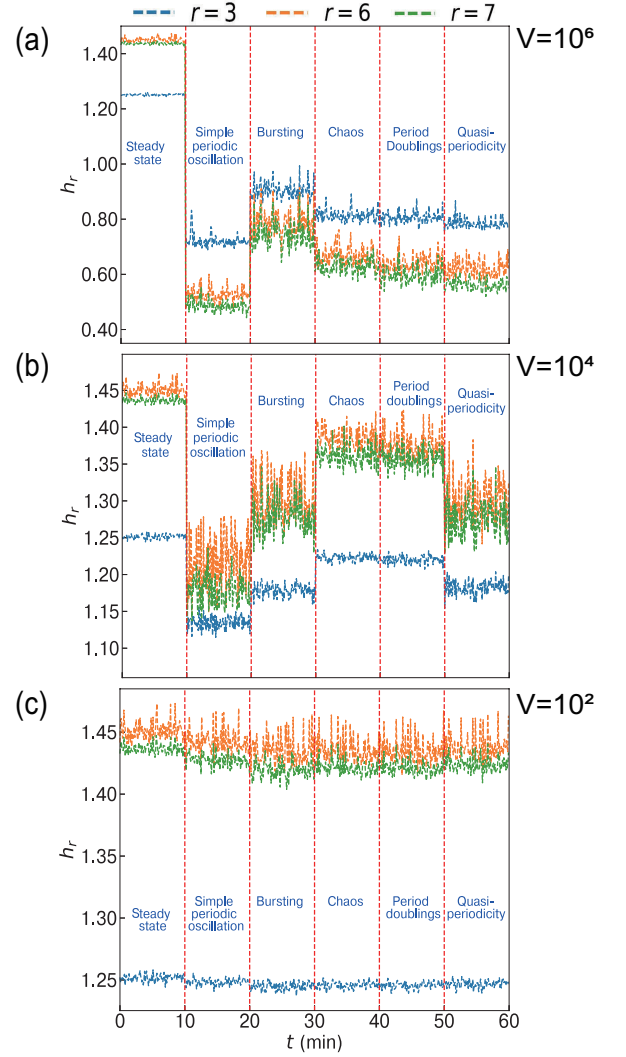 r = 3 r = 6 r = 7
(a) V=10⁶
1.40
1.00
0.80
0.60
0.40
h_r
Steady
state
Simple
periodic
oscillation
Bursting
Chaos
Period
Doublings
Quasi-
periodicity
(b) V=10⁴
1.45
1.40
1.35
1.30
1.25
1.20
1.15
1.10
h_r
Steady
state
Simple
periodic
oscillation
Bursting
Chaos
Period
doublings
Quasi-
periodicity
(c) V=10²
1.45
1.40
1.35
1.30
1.25
h_r
Steady
state
Simple
periodic
oscillation
Bursting
Chaos
Period
doublings
Quasi-
periodicity
0 10 20 30 40 50 60
t (min)